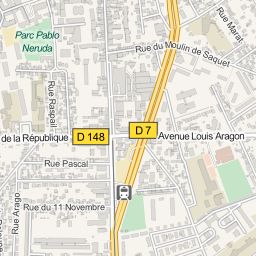 Parc Pablo
Neruda
Rue Marat
Rue du Moulin de Saquet
Rue Raspail
de la République
D 148
D 7
Avenue Louis Aragon
Rue Pascal
Rue Arago
Rue du 11 Novembre